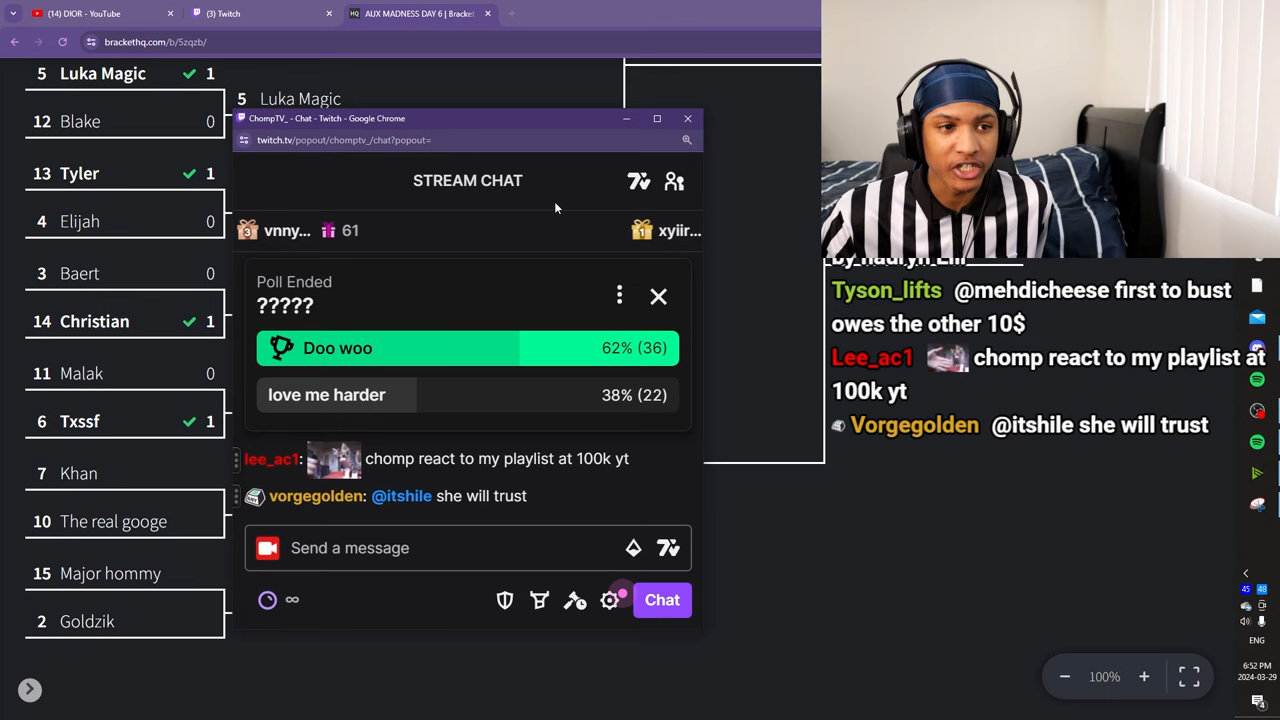 (14) DIOR - YouTube
(3) Twitch
AUX MADNESS DAY 6 | Bracket
brackethq.com/b/5zqzb/
5 Luka Magic 1
12 Blake 0
13 Tyler 1
4 Elijah 0
3 Baert 0
14 Christian 1
11 Malak 0
6 Txssf 1
7 Khan
10 The real googe
15 Major hommy
2 Goldzik
5 Luka Magic
ChompTV_ - Chat - Twitch - Google Chrome
twitch.tv/popout/chomptv_/chat?popout=
STREAM CHAT
3 vnny... 61
1 xyiir...
Poll Ended
?????
Doo woo 62% (36)
love me harder 38% (22)
lee_ac1: chomp react to my playlist at 100k yt
vorgegolden: @itshile she will trust
Send a message
∞
Chat
Tyson_lifts @mehdicheese first to bust
owes the other 10$
Lee_ac1 chomp react to my playlist at
100k yt
Vorgegolden @itshile she will trust
45 48
ENG
6:52 PM
2024-03-29
4
100%